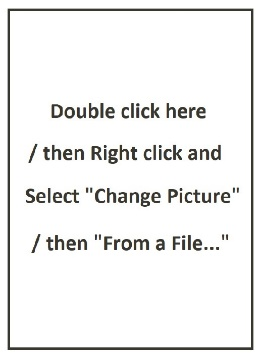 Double click here
/ then Right click and
Select "Change Picture"
/ then "From a File..."